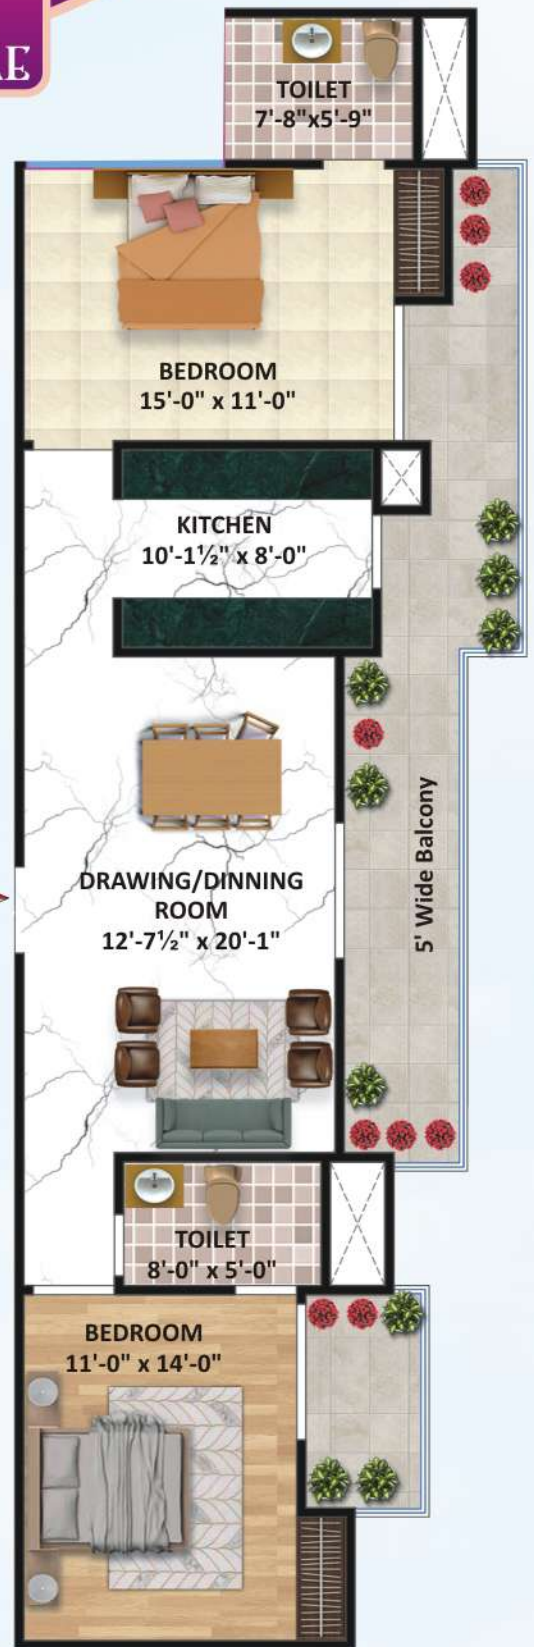 TOILET
7'-8"x5'-9"
BEDROOM
15'-0" x 11'-0"
KITCHEN
10'-1½" x 8'-0"
DRAWING/DINNING
ROOM
12'-7½" x 20'-1"
5' Wide Balcony
TOILET
8'-0" x 5'-0"
BEDROOM
11'-0" x 14'-0"